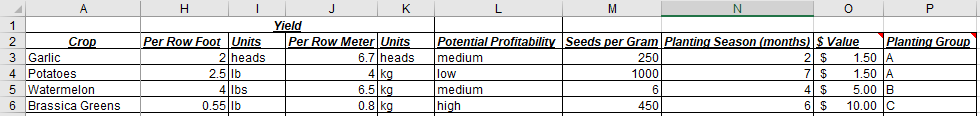 A H I J K L M N O P
1 Yield
2 Crop Per Row Foot Units Per Row Meter Units Potential Profitability Seeds per Gram Planting Season (months) $ Value Planting Group
3 Garlic 2 heads 6.7 heads medium 250 2 $ 1.50 A
4 Potatoes 2.5 lb 4 kg low 1000 7 $ 1.50 A
5 Watermelon 4 lbs 6.5 kg medium 6 4 $ 5.00 B
6 Brassica Greens 0.55 lb 0.8 kg high 450 6 $ 10.00 C